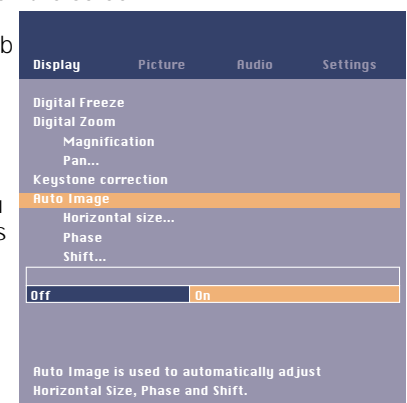 Display Picture Audio Settings
Digital Freeze
Digital Zoom
Magnification
Pan...
Keystone correction
Auto Image
Horizontal size...
Phase
Shift...
Off On
Auto Image is used to automatically adjust
Horizontal Size, Phase and Shift.